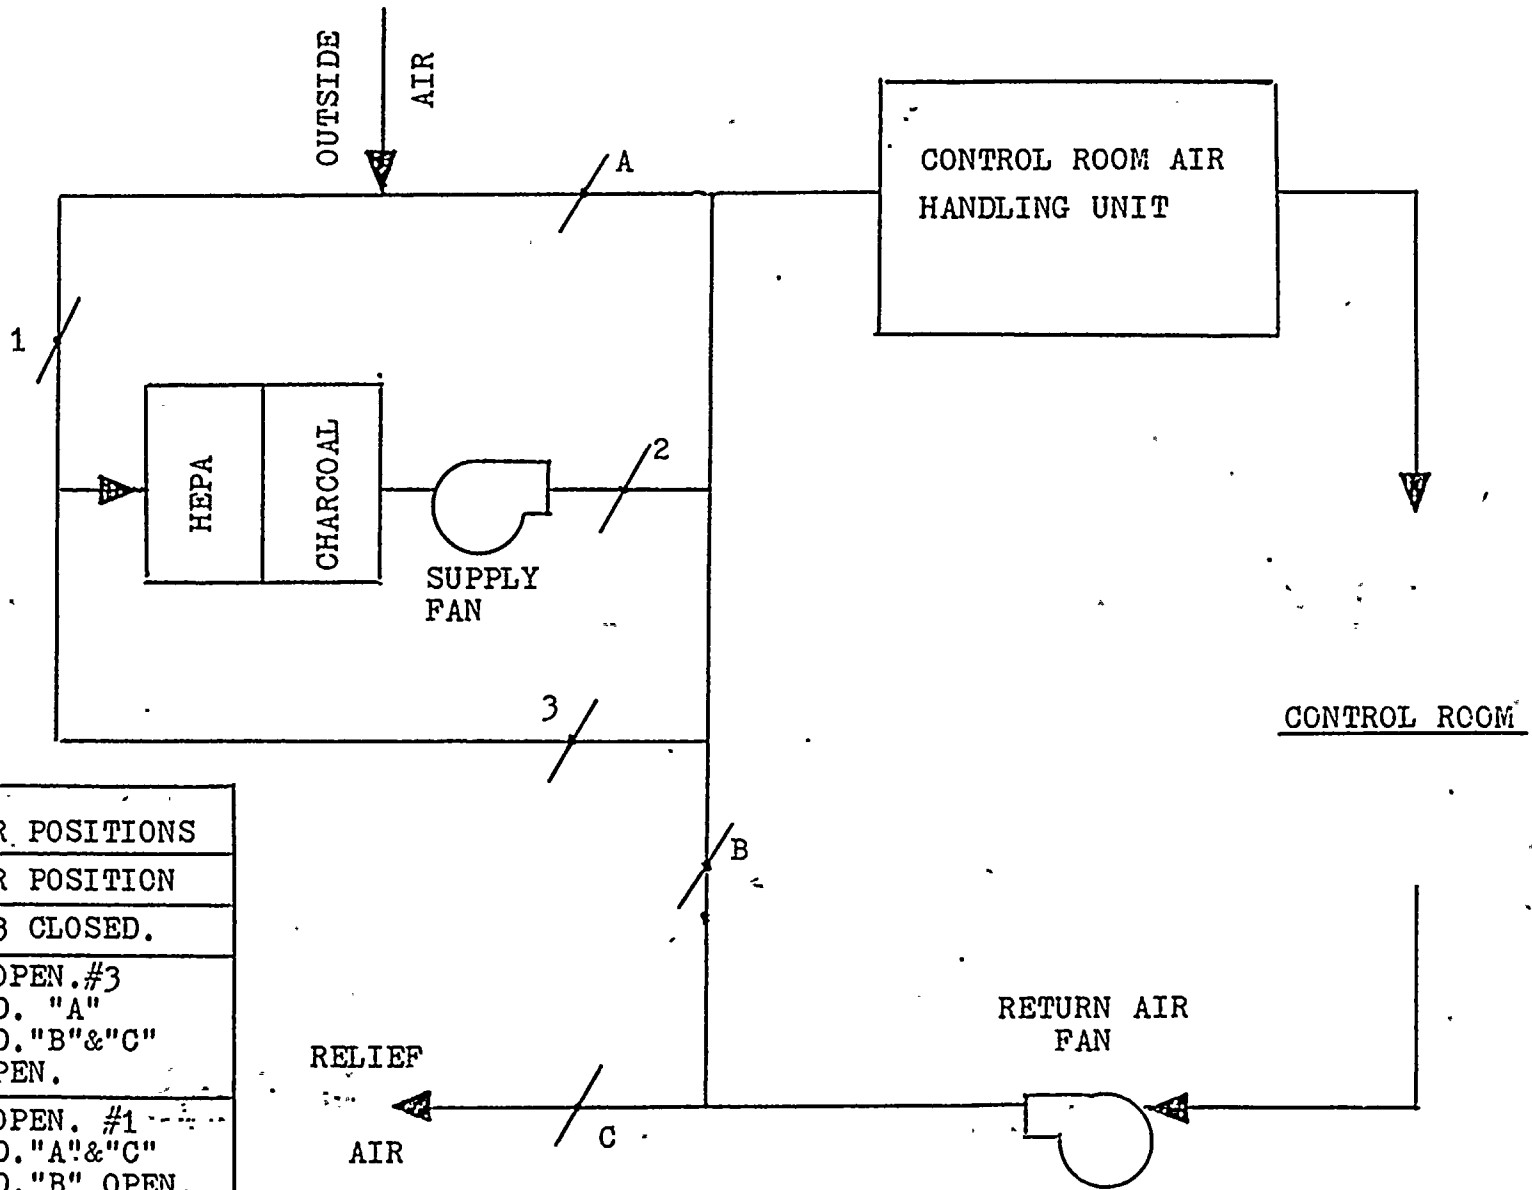 OUTSIDE
AIR
A
CONTROL ROOM AIR
HANDLING UNIT
1
HEPA
CHARCOAL
2
SUPPLY
FAN
3
CONTROL ROOM
R POSITIONS
R POSITION
3 CLOSED.
OPEN.#3
D. "A"
D."B"&"C"
PEN.
OPEN. #1
D."A"&"C"
D."B" OPEN.
B
RELIEF
AIR
C
RETURN AIR
FAN